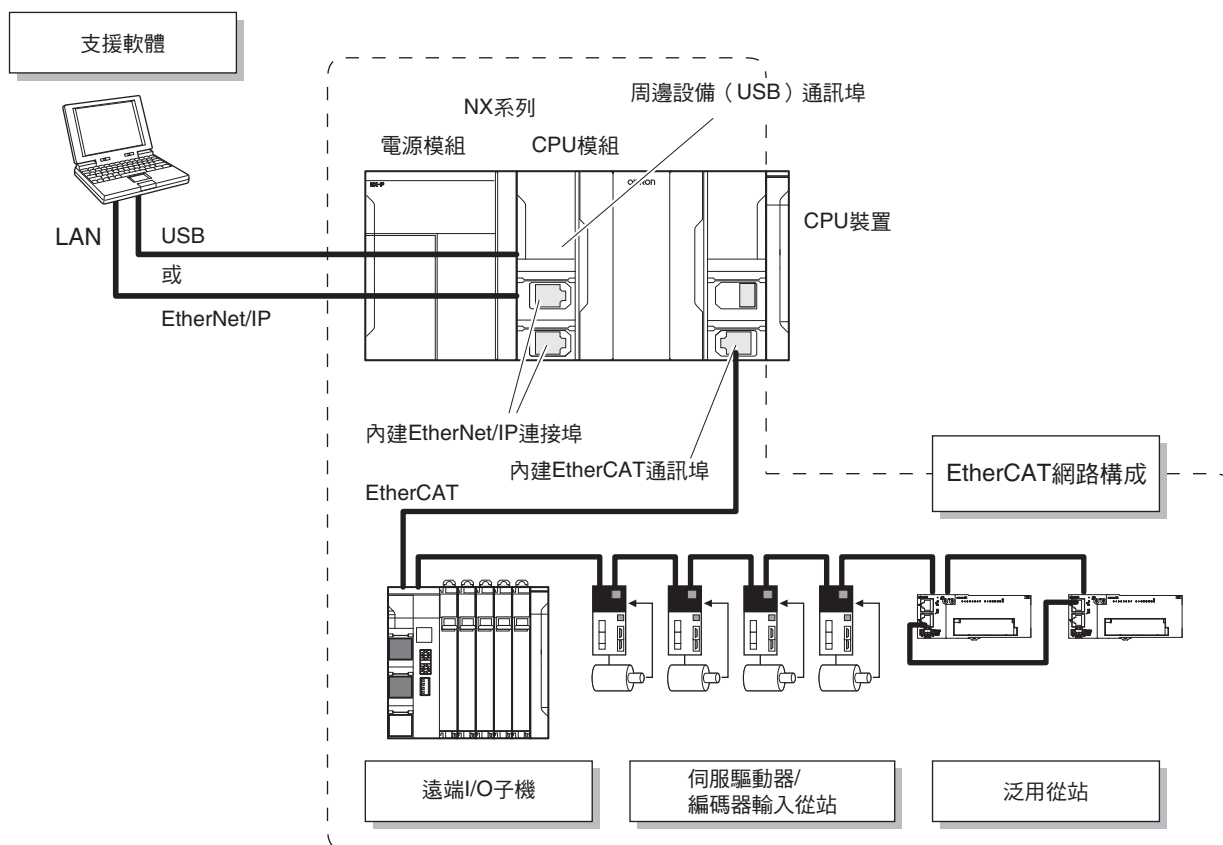 支援軟體
NX系列
周邊設備（USB）通訊埠
電源模組
CPU模組
omron
CPU裝置
LAN
USB
或
EtherNet/IP
內建EtherNet/IP連接埠
內建EtherCAT通訊埠
EtherCAT
EtherCAT網路構成
遠端I/O子機
伺服驅動器/
編碼器輸入從站
泛用從站